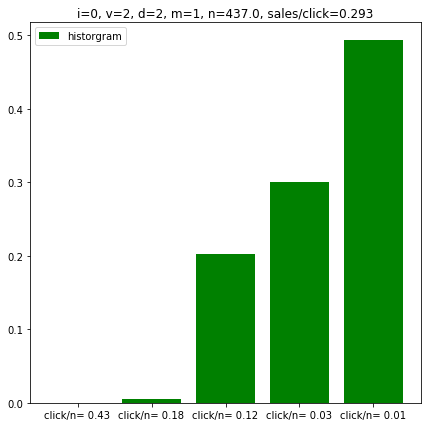 i=0, v=2, d=2, m=1, n=437.0, sales/click=0.293
historgram
0.5
0.4
0.3
0.2
0.1
0.0
click/n= 0.43 click/n= 0.18 click/n= 0.12 click/n= 0.03 click/n= 0.01